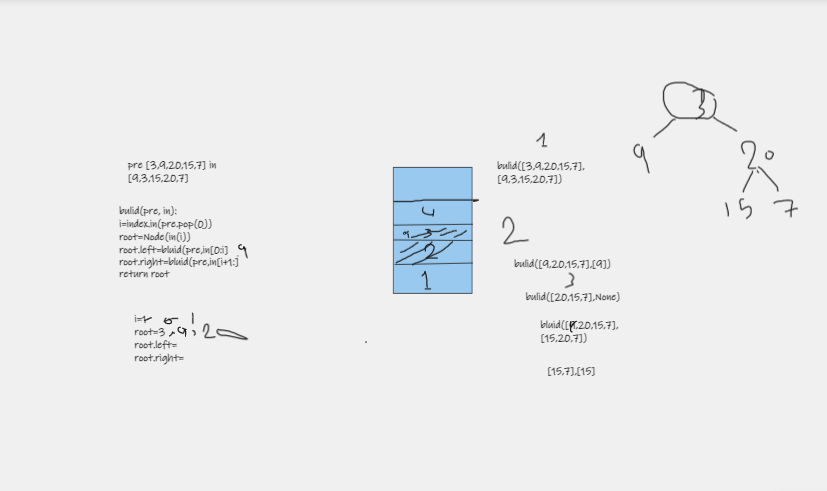 pre [3,9,20,15,7] in
[9,3,15,20,7]
bulid(pre, in):
i=index.in(pre.pop(0))
root=Node(in(i))
root.left=bluid(pre,in[0:i]
9
root.right=bluid(pre,in[i+1:]
return root
i=
1
root=3,9,20
root.left=
root.right=
4
3
2
1
1
bulid([3,9,20,15,7],
[9,3,15,20,7])
2
bulid([9,20,15,7],[9])
3
bulid([20,15,7],None)
bluid([,20,15,7],
[15,20,7])
[15,7],[15]
3
9
20
15 7